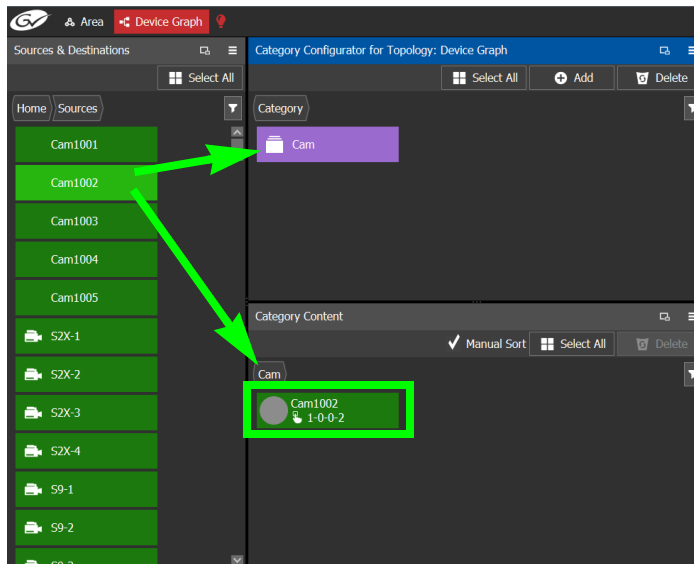 GV Area Device Graph
Sources & Destinations
Select All
Home Sources
Cam1001
Cam1002
Cam1003
Cam1004
Cam1005
S2X-1
S2X-2
S2X-3
S2X-4
S9-1
S9-2
Category Configurator for Topology: Device Graph
Select All Add Delete
Category
Cam
Category Content
Manual Sort Select All Delete
Cam
Cam1002
1-0-0-2